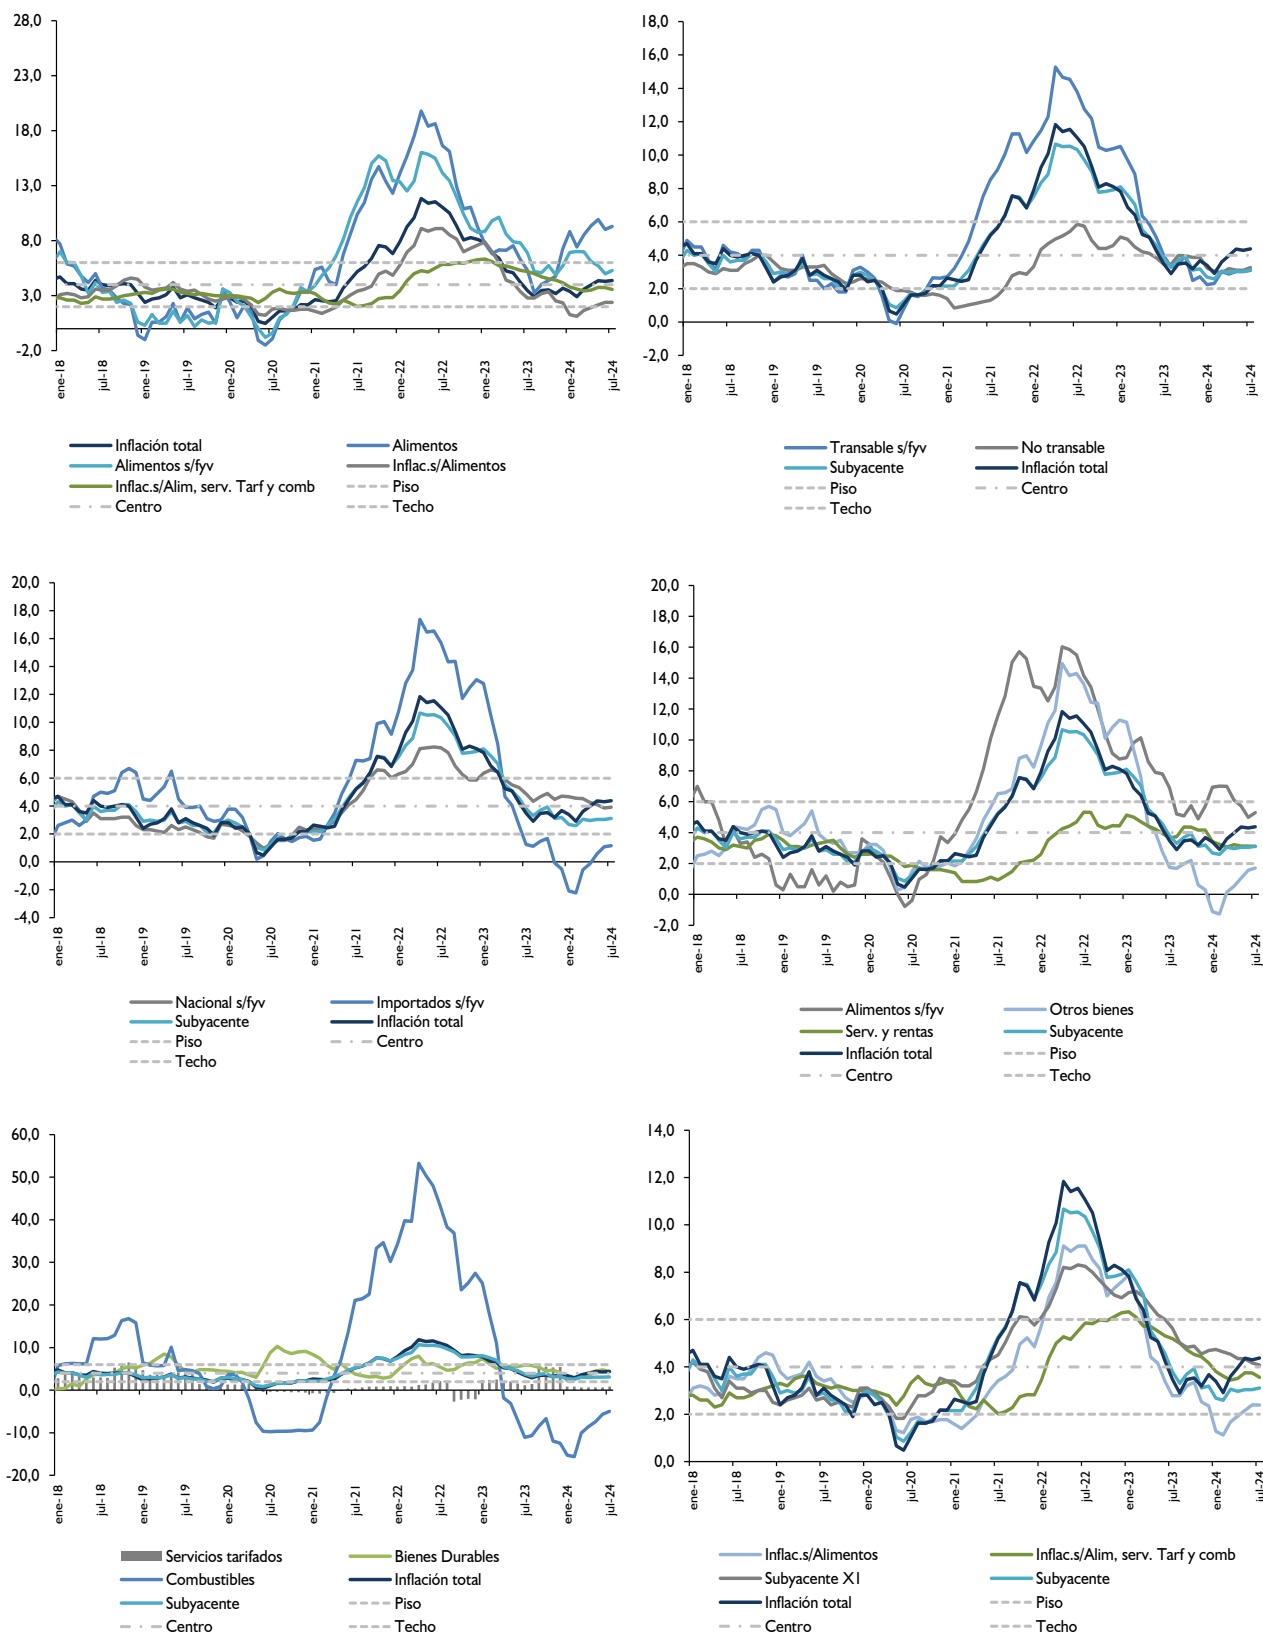 28,0
23,0
18,0
13,0
8,0
3,0
-2,0
ene-18
jul-18
ene-19
jul-19
ene-20
jul-20
ene-21
jul-21
ene-22
jul-22
ene-23
jul-23
ene-24
jul-24
Inflación total
Alimentos
Alimentos s/fyv
Inflac.s/Alimentos
Inflac.s/Alim, serv. Tarf y comb
Piso
Centro
Techo
18,0
16,0
14,0
12,0
10,0
8,0
6,0
4,0
2,0
0,0
-2,0
ene-18
jul-18
ene-19
jul-19
ene-20
jul-20
ene-21
jul-21
ene-22
jul-22
ene-23
jul-23
ene-24
jul-24
Transable s/fyv
No transable
Subyacente
Inflación total
Piso
Centro
Techo
20,0
18,0
16,0
14,0
12,0
10,0
8,0
6,0
4,0
2,0
0,0
-2,0
-4,0
ene-18
jul-18
ene-19
jul-19
ene-20
jul-20
ene-21
jul-21
ene-22
jul-22
ene-23
jul-23
ene-24
jul-24
Nacional s/fyv
Importados s/fyv
Subyacente
Inflación total
Piso
Centro
Techo
20,0
18,0
16,0
14,0
12,0
10,0
8,0
6,0
4,0
2,0
0,0
-2,0
ene-18
jul-18
ene-19
jul-19
ene-20
jul-20
ene-21
jul-21
ene-22
jul-22
ene-23
jul-23
ene-24
jul-24
Alimentos s/fyv
Otros bienes
Serv. y rentas
Subyacente
Inflación total
Piso
Centro
Techo
60,0
50,0
40,0
30,0
20,0
10,0
0,0
-10,0
-20,0
ene-18
jul-18
ene-19
jul-19
ene-20
jul-20
ene-21
jul-21
ene-22
jul-22
ene-23
jul-23
ene-24
jul-24
Servicios tarifados
Bienes Durables
Combustibles
Inflación total
Subyacente
Piso
Centro
Techo
14,0
12,0
10,0
8,0
6,0
4,0
2,0
0,0
ene-18
jul-18
ene-19
jul-19
ene-20
jul-20
ene-21
jul-21
ene-22
jul-22
ene-23
jul-23
ene-24
jul-24
Inflac.s/Alimentos
Inflac.s/Alim, serv. Tarf y comb
Subyacente X1
Subyacente
Inflación total
Piso
Centro
Techo